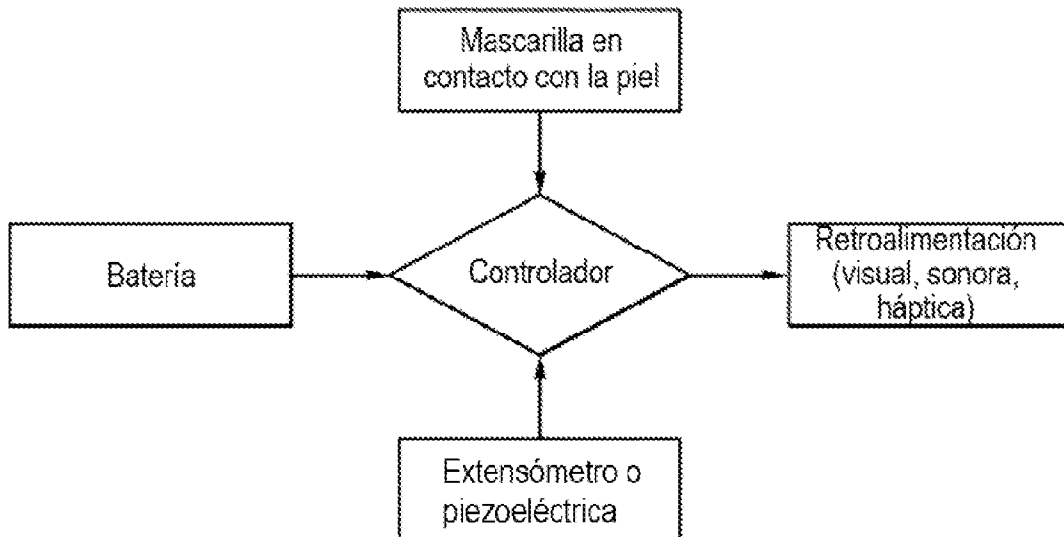 Mascarilla en
contacto con la piel
Batería
Controlador
Retroalimentación
(visual, sonora,
háptica)
Extensómetro o
piezoeléctrica